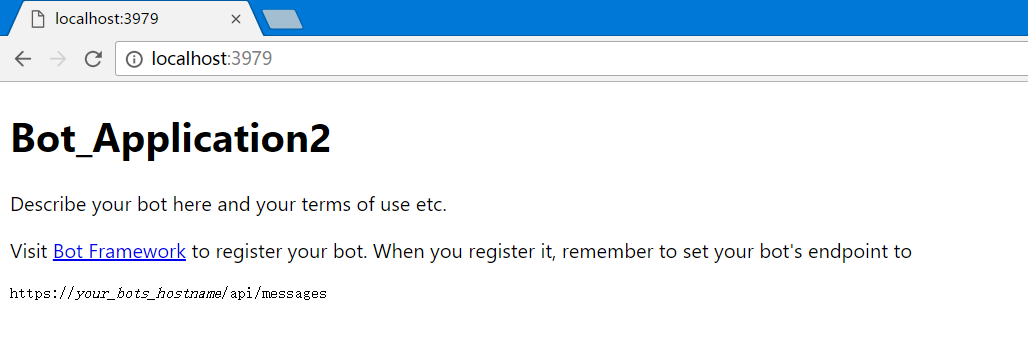 localhost:3979
localhost:3979
Bot_Application2
Describe your bot here and your terms of use etc.
Visit Bot Framework to register your bot. When you register it, remember to set your bot's endpoint to
https://your_bots_hostname/api/messages